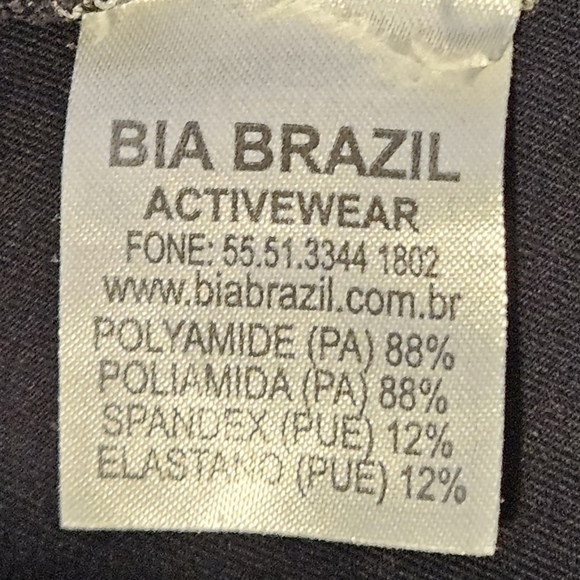 BIA BRAZIL
ACTIVEWEAR
FONE: 55.51.3344 1802
www.biabrazil.com.br
POLYAMIDE (PA) 88%
POLIAMIDA (PA) 88%
SPANDEX (PUE) 12%
ELASTANO (PUE) 12%